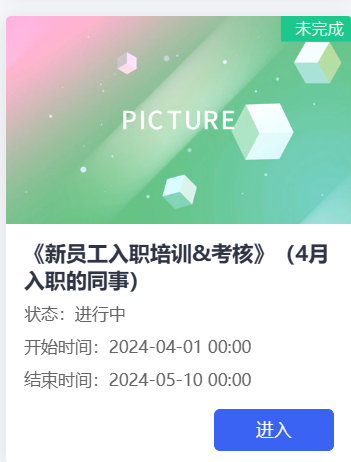 未完成
PICTURE
《新员工入职培训&考核》（4月
入职的同事）
状态：进行中
开始时间：2024-04-01 00:00
结束时间：2024-05-10 00:00
进入